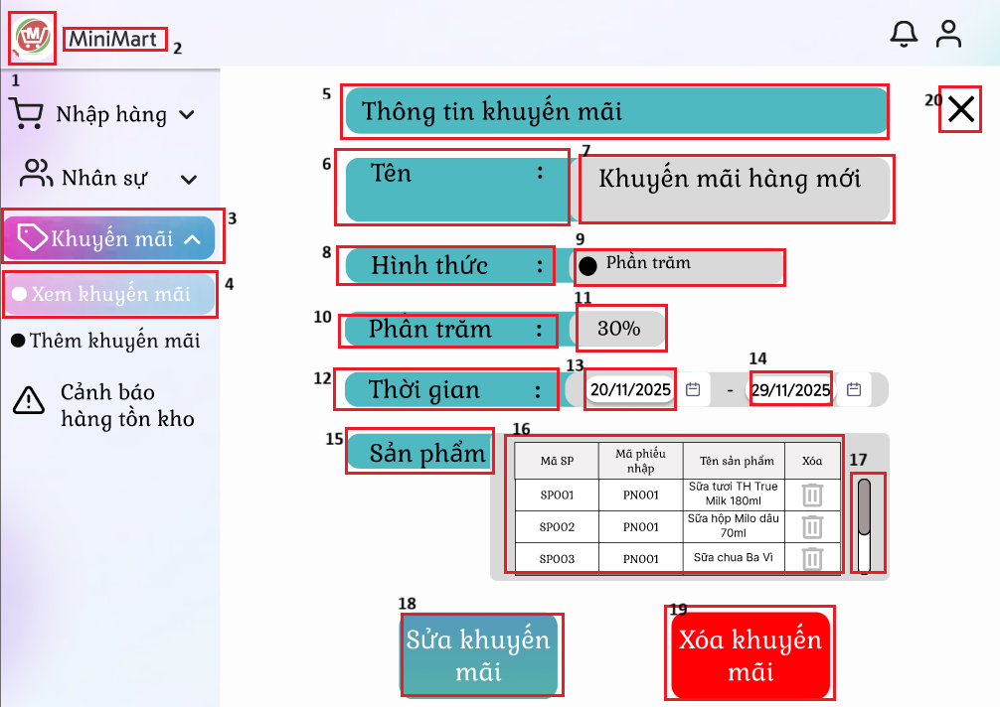 MiniMart
2
1
Nhập hàng
Nhân sự
3
Khuyến mãi
4
Xem khuyến mãi
Thêm khuyến mãi
Cảnh báo
hàng tồn kho
5
Thông tin khuyến mãi
20
6
Tên :
7
Khuyến mãi hàng mới
8
Hình thức :
9
Phần trăm
10
Phần trăm :
11
30%
12
Thời gian :
13
20/11/2025
-
14
29/11/2025
15
Sản phẩm
16
Mã SP Mã phiếu nhập Tên sản phẩm Xóa
SP001 PN001 Sữa tươi TH True Milk 180ml
SP002 PN001 Sữa hộp Milo dâu 70ml
SP003 PN001 Sữa chua Ba Vì
17
18
Sửa khuyến
mãi
19
Xóa khuyến
mãi